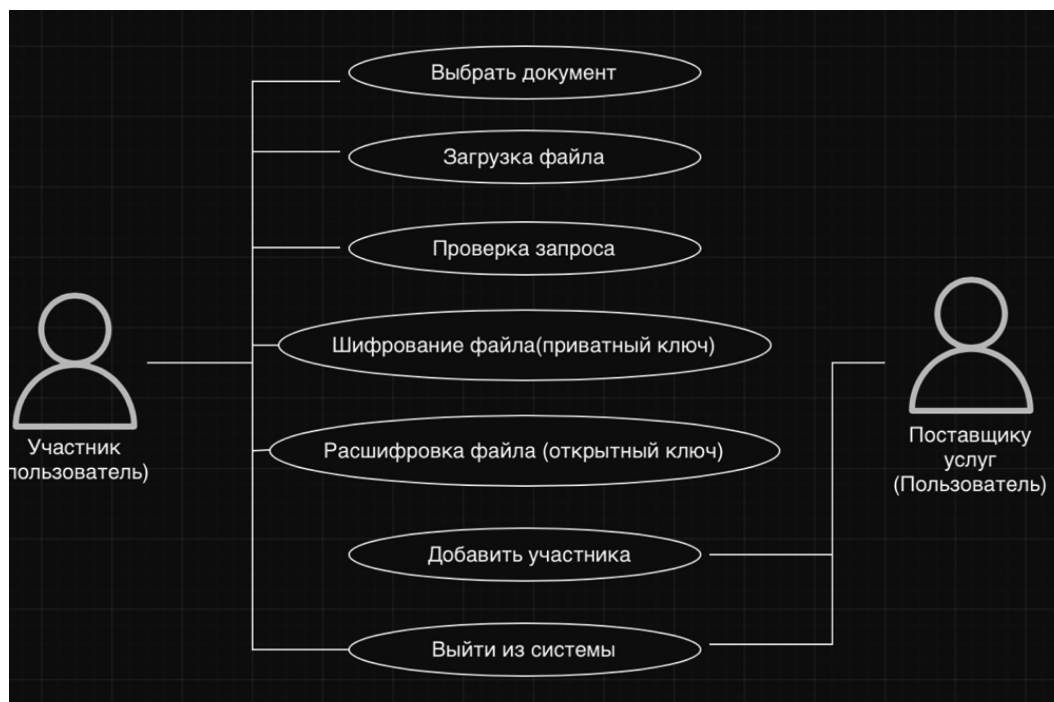 Выбрать документ
Загрузка файла
Проверка запроса
Шифрование файла(приватный ключ)
Расшифровка файла (открытный ключ)
Добавить участника
Выйти из системы
Участник
пользователь)
Поставщику
услуг
(Пользователь)